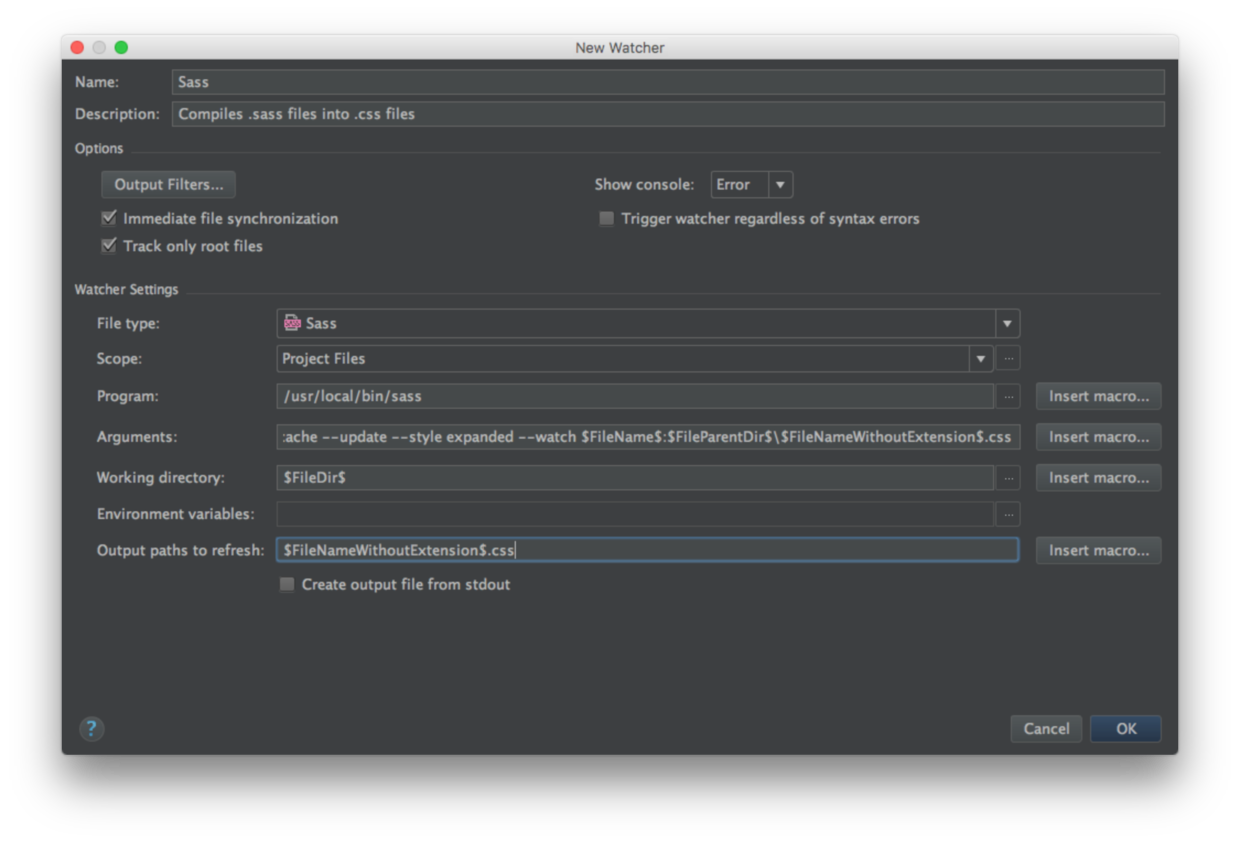 New Watcher
Name: Sass
Description: Compiles .sass files into .css files
Options
Output Filters... Show console: Error
Immediate file synchronization Trigger watcher regardless of syntax errors
Track only root files
Watcher Settings
File type: Sass
Scope: Project Files ...
Program: /usr/local/bin/sass ... Insert macro...
Arguments: :ache --update --style expanded --watch $FileName$:$FileParentDir$\$FileNameWithoutExtension$.css Insert macro...
Working directory: $FileDir$ ... Insert macro...
Environment variables: ...
Output paths to refresh: $FileNameWithoutExtension$.css Insert macro...
Create output file from stdout
? Cancel OK